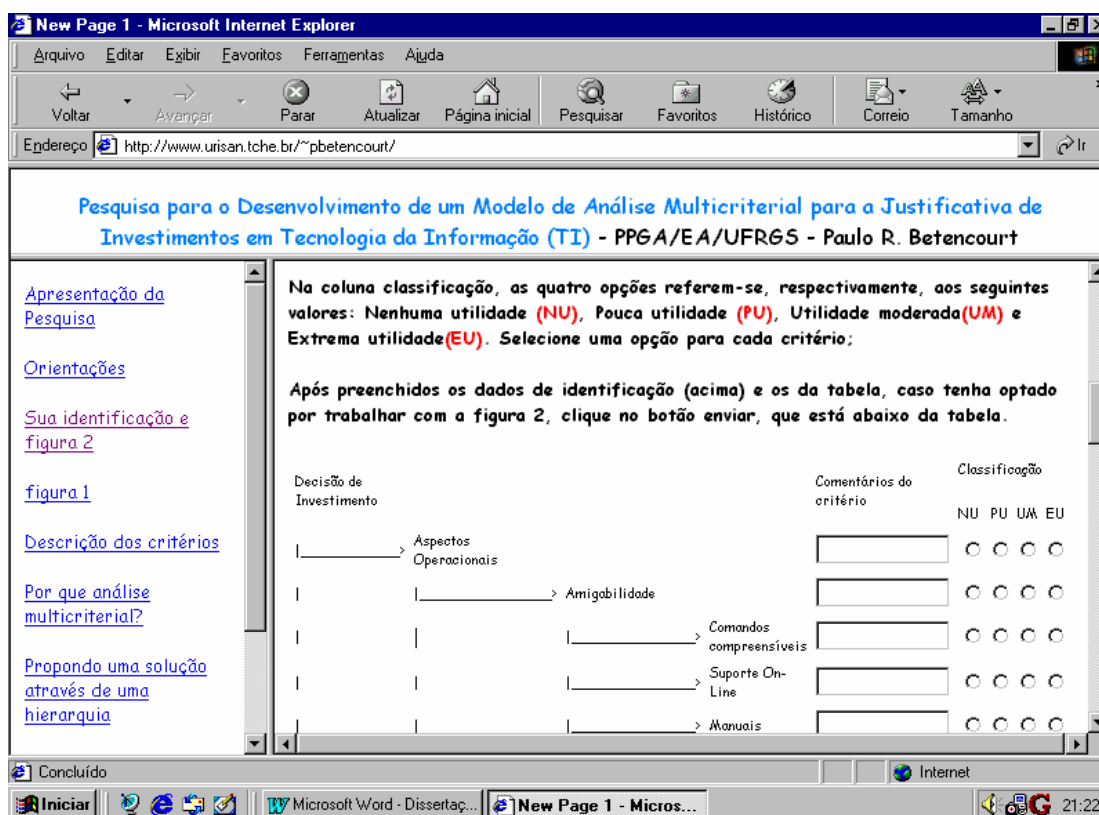 New Page 1 - Microsoft Internet Explorer
Arquivo Editar Exibir Favoritos Ferramentas Ajuda
Voltar Avançar Parar Atualizar Página inicial Pesquisar Favoritos Histórico Correio Tamanho
Endereço http://www.urisan.tche.br/~pbetencourt/ Ir
Pesquisa para o Desenvolvimento de um Modelo de Análise Multicriterial para a Justificativa de
Investimentos em Tecnologia da Informação (TI) - PPGA/EA/UFRGS - Paulo R. Betencourt
Apresentação da
Pesquisa
Orientações
Sua identificação e
figura 2
figura 1
Descrição dos critérios
Por que análise
multicriterial?
Propondo uma solução
através de uma
hierarquia
Na coluna classificação, as quatro opções referem-se, respectivamente, aos seguintes
valores: Nenhuma utilidade (NU), Pouca utilidade (PU), Utilidade moderada(UM) e
Extrema utilidade(EU). Selecione uma opção para cada critério;
Após preenchidos os dados de identificação (acima) e os da tabela, caso tenha optado
por trabalhar com a figura 2, clique no botão enviar, que está abaixo da tabela.
Decisão de
Investimento
Comentários do
critério
Classificação
NU PU UM EU
Aspectos
Operacionais
Amigabilidade
Comandos
compreensíveis
Suporte On-
Line
Manuais
Concluído
Internet
Iniciar
Microsoft Word - Dissertaç...
New Page 1 - Micros...
21:22